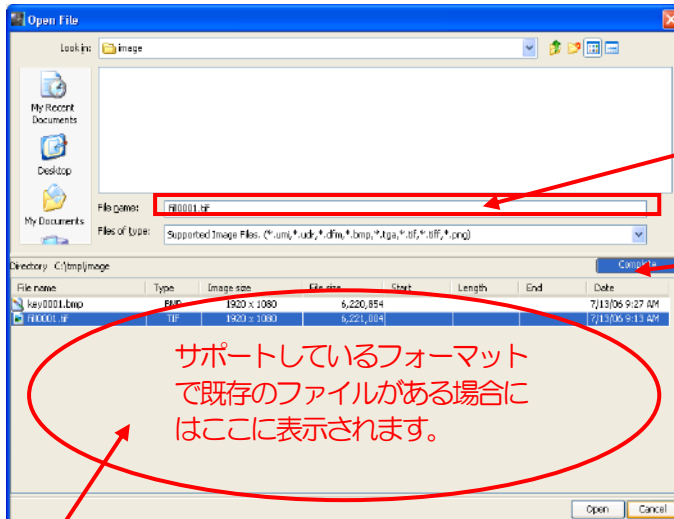 Open File
Look in:
image
My Recent
Documents
Desktop
My Documents
File name:
fill0001.tif
Files of type:
Supported Image Files. (*.umi,*.udr,*.dfm,*.bmp,*.tga,*.tif,*.tiff,*.png)
Directory C:\tmp\image
Complete
File name Type Image size File size Start Length End Date
key0001.bmp BMP 1920 x 1080 6,220,854 7/13/06 9:27 AM
fill0001.tif TIF 1920 x 1080 6,221,004 7/13/06 9:13 AM
サポートしているフォーマット
で既存のファイルがある場合に
はここに表示されます。
Open Cancel